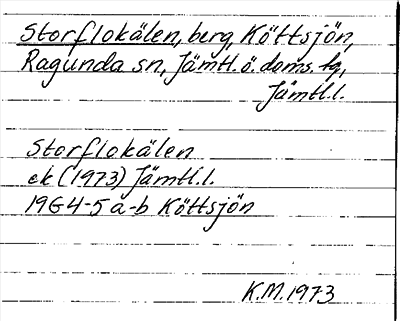 Storflokälen, berg, Köttsjön,
Ragunda sn, Jämtl. ö. doms. tg,
Jämtl.l.
Storflokälen
ek (1973) Jämtl.l.
19G4-5 a-b Köttsjön
K.M. 1973